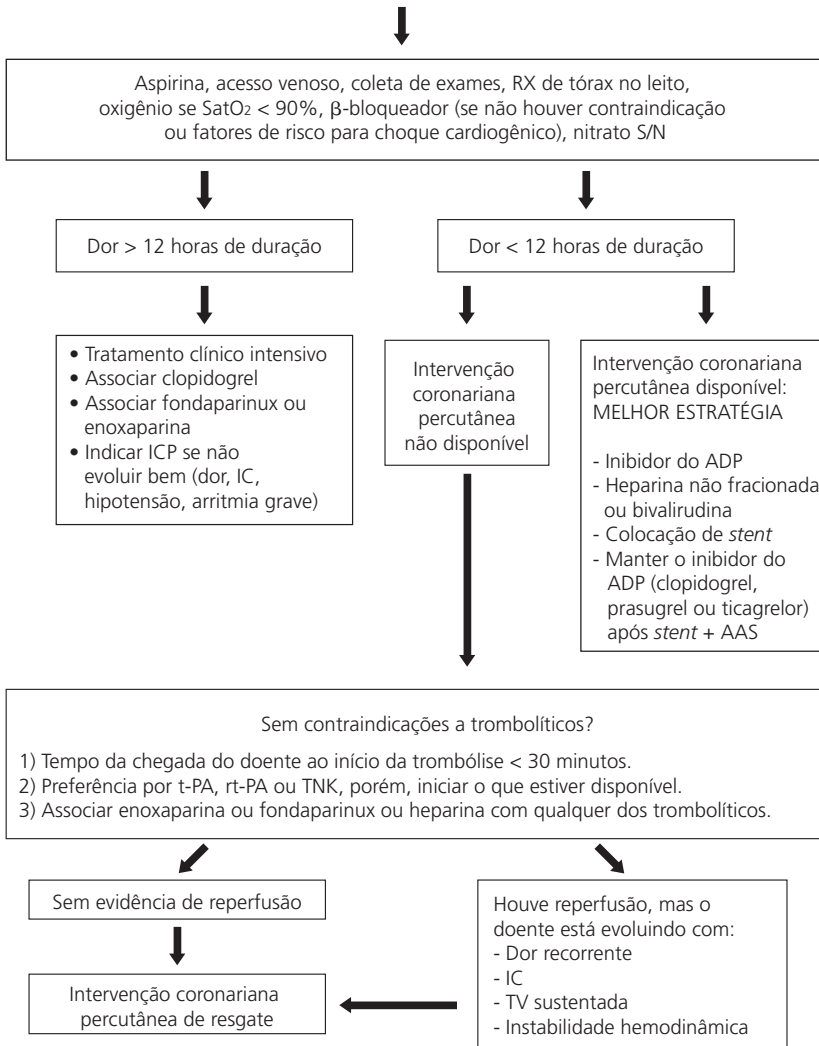 Aspirina, acesso venoso, coleta de exames, RX de tórax no leito,
oxigênio se SatO2 < 90%, β-bloqueador (se não houver contraindicação
ou fatores de risco para choque cardiogênico), nitrato S/N
Dor > 12 horas de duração
Dor < 12 horas de duração
• Tratamento clínico intensivo
• Associar clopidogrel
• Associar fondaparinux ou
enoxaparina
• Indicar ICP se não
evoluir bem (dor, IC,
hipotensão, arritmia grave)
Intervenção
coronariana
percutânea
não disponível
Intervenção coronariana
percutânea disponível:
MELHOR ESTRATÉGIA
- Inibidor do ADP
- Heparina não fracionada
ou bivalirudina
- Colocação de stent
- Manter o inibidor do
ADP (clopidogrel,
prasugrel ou ticagrelor)
após stent + AAS
Sem contraindicações a trombolíticos?
1) Tempo da chegada do doente ao início da trombólise < 30 minutos.
2) Preferência por t-PA, rt-PA ou TNK, porém, iniciar o que estiver disponível.
3) Associar enoxaparina ou fondaparinux ou heparina com qualquer dos trombolíticos.
Sem evidência de reperfusão
Intervenção coronariana
percutânea de resgate
Houve reperfusão, mas o
doente está evoluindo com:
- Dor recorrente
- IC
- TV sustentada
- Instabilidade hemodinâmica